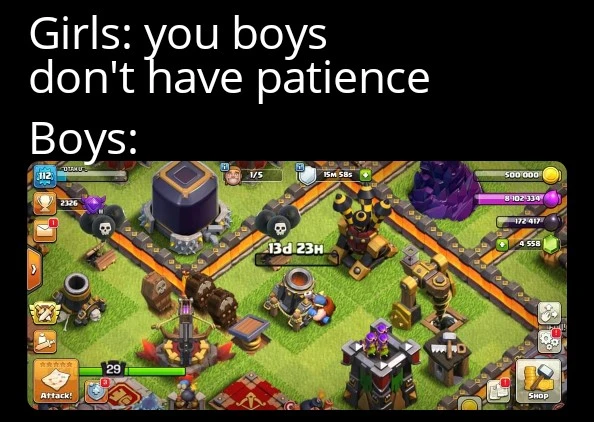 Girls: you boys
don't have patience
Boys:
112
"OTAKU"
1/5
15M 58S
500 000
2326
8 102 334
172 417
13d 23H
4 558
29
Attack!
Shop